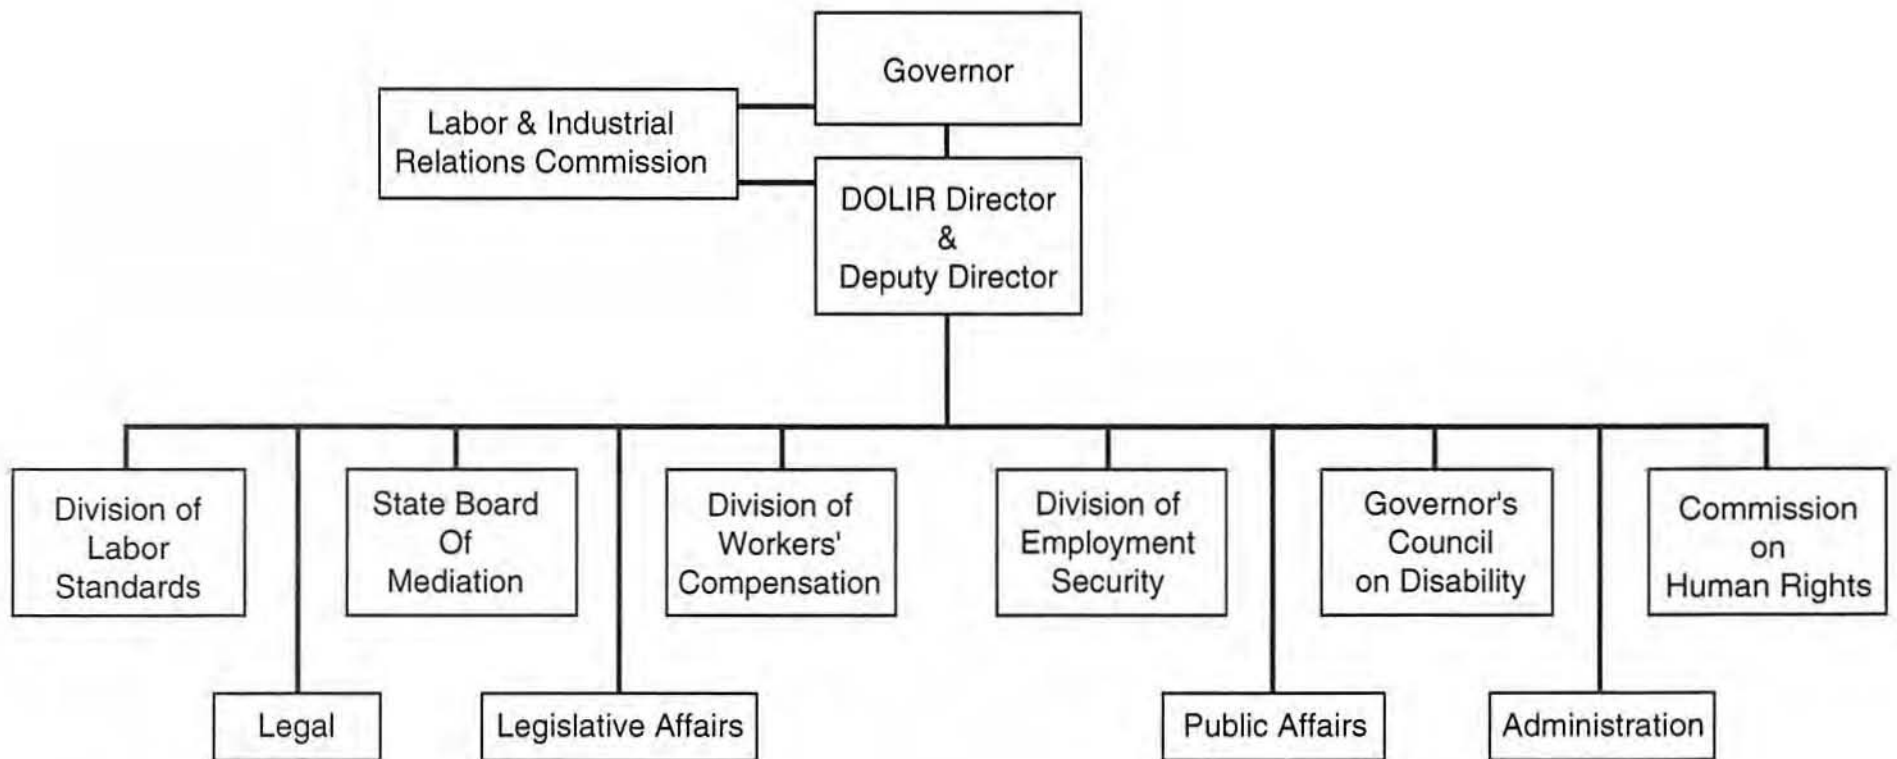 Governor
Labor & Industrial
Relations Commission
DOLIR Director
&
Deputy Director
Division of
Labor
Standards
State Board
Of
Mediation
Division of
Workers'
Compensation
Division of
Employment
Security
Governor's
Council
on Disability
Commission
on
Human Rights
Legal
Legislative Affairs
Public Affairs
Administration